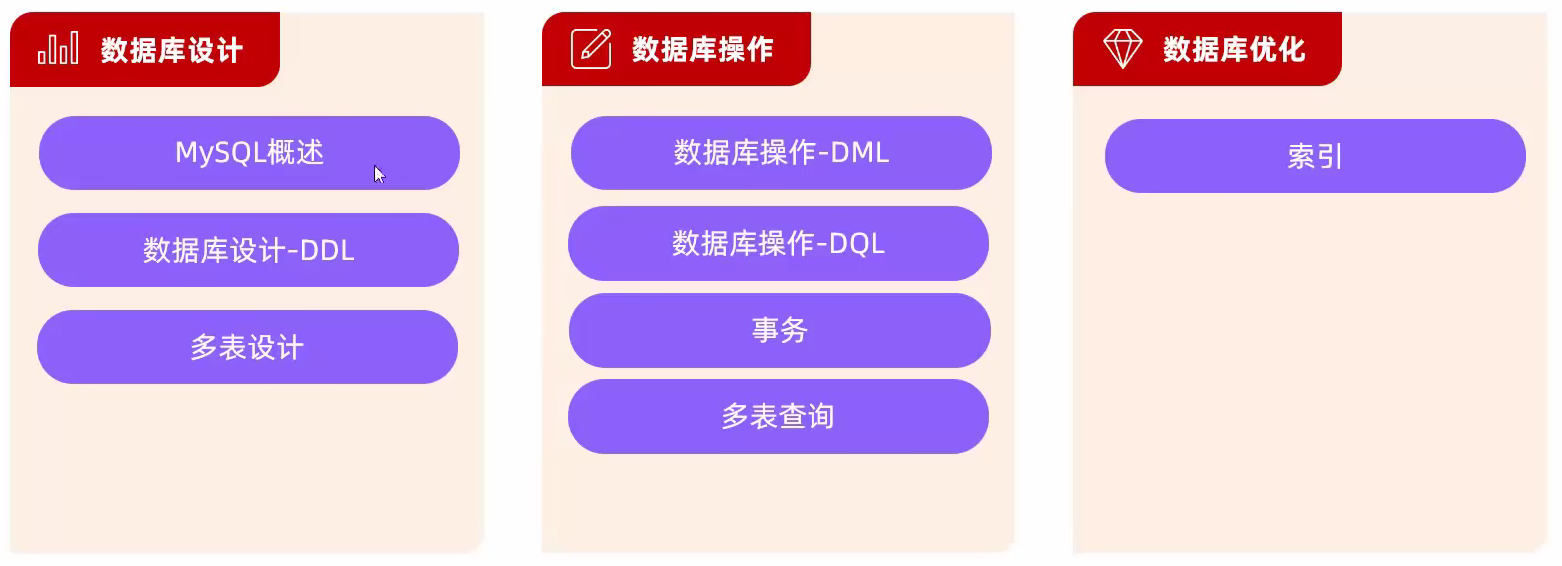 数据库设计
MySQL概述
数据库设计-DDL
多表设计
数据库操作
数据库操作-DML
数据库操作-DQL
事务
多表查询
数据库优化
索引